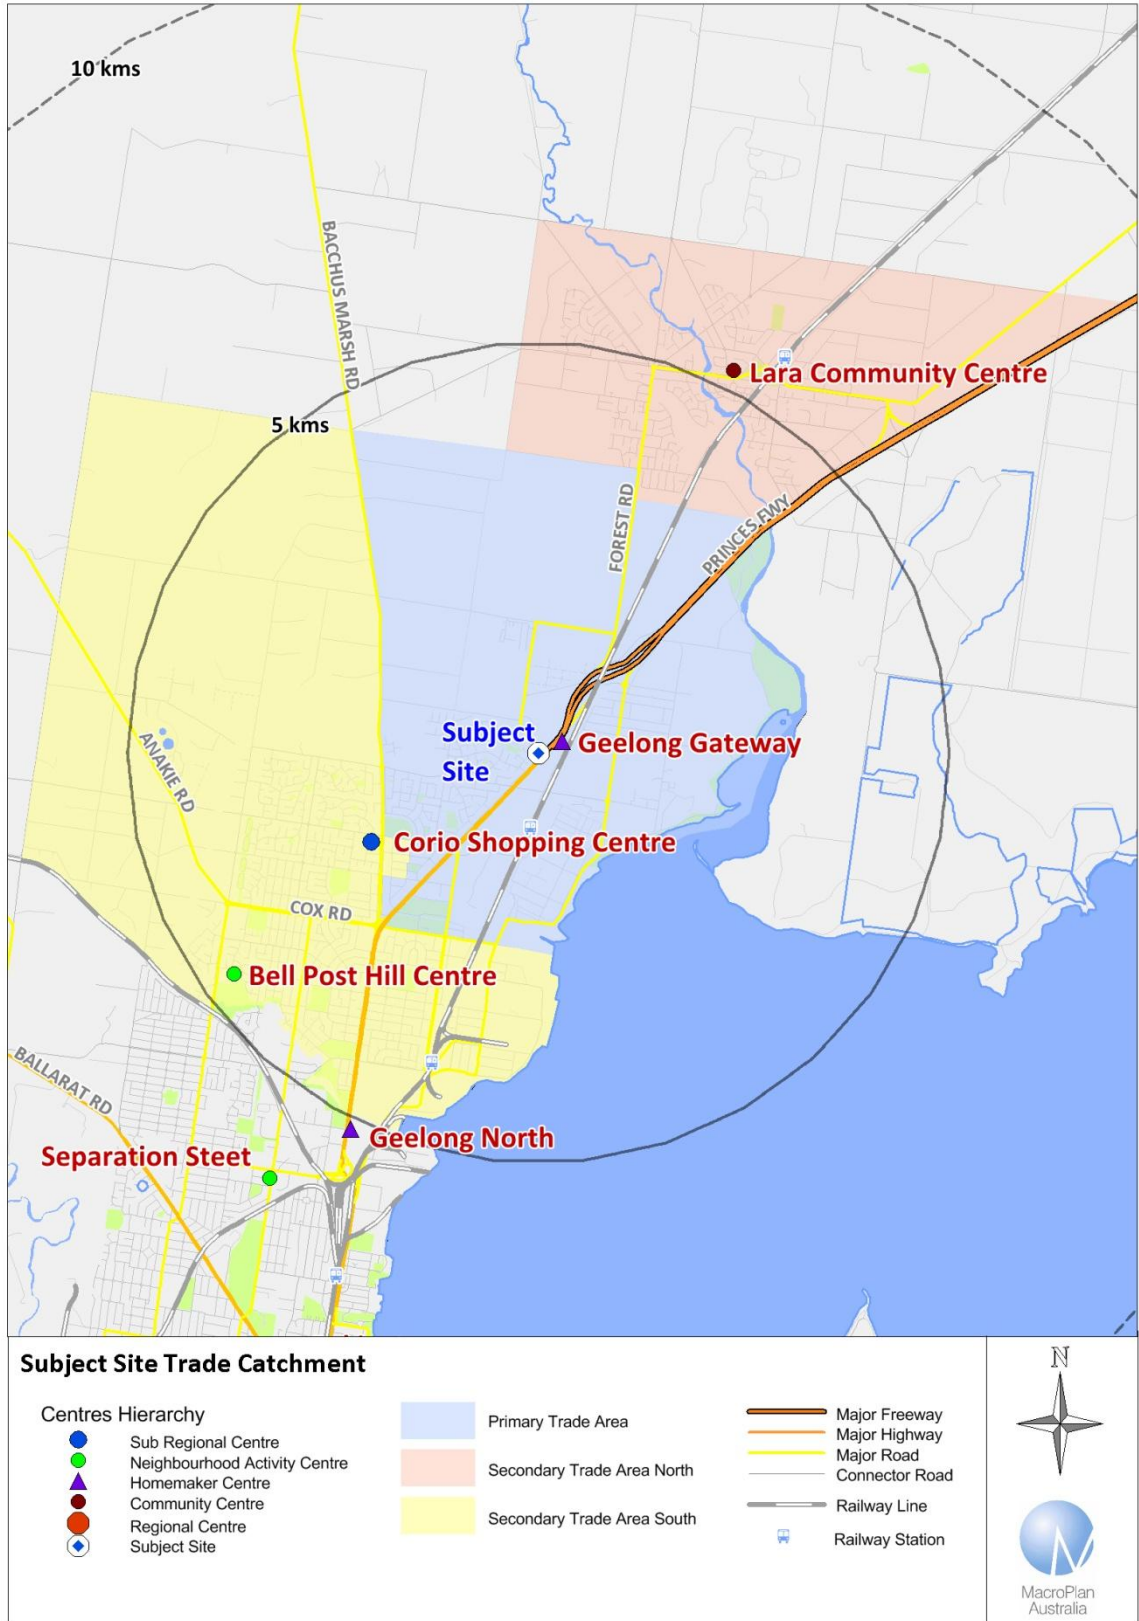 10 kms
BACCHUS MARSH RD
Lara Community Centre
5 kms
FOREST RD
PRINCES FWY
Subject
Site
Geelong Gateway
ANAKIE RD
Corio Shopping Centre
COX RD
Bell Post Hill Centre
BALLARAT RD
Geelong North
Separation Steet
Subject Site Trade Catchment
Centres Hierarchy
Sub Regional Centre
Neighbourhood Activity Centre
Homemaker Centre
Community Centre
Regional Centre
Subject Site
Primary Trade Area
Secondary Trade Area North
Secondary Trade Area South
Major Freeway
Major Highway
Major Road
Connector Road
Railway Line
Railway Station
N
MacroPlan
Australia